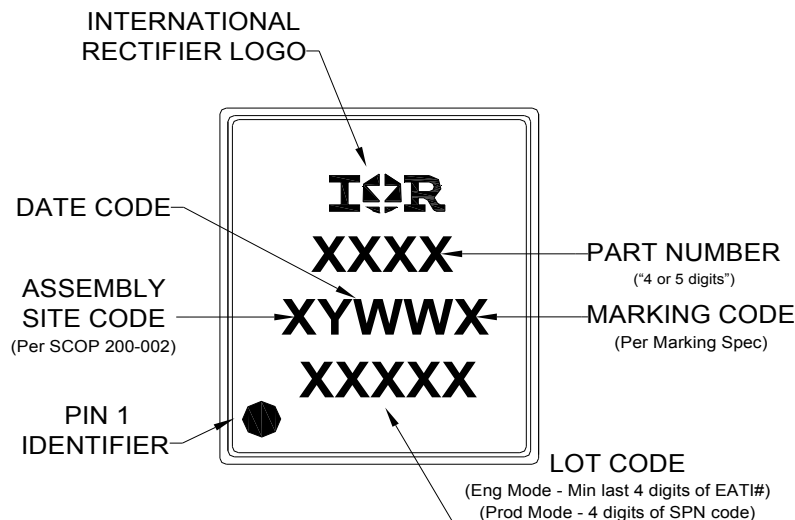 INTERNATIONAL
RECTIFIER LOGO
IOR
DATE CODE
XXXX
PART NUMBER
("4 or 5 digits")
ASSEMBLY
SITE CODE
(Per SCOP 200-002)
XYWWX
MARKING CODE
(Per Marking Spec)
XXXXX
PIN 1
IDENTIFIER
LOT CODE
(Eng Mode - Min last 4 digits of EATI#)
(Prod Mode - 4 digits of SPN code)